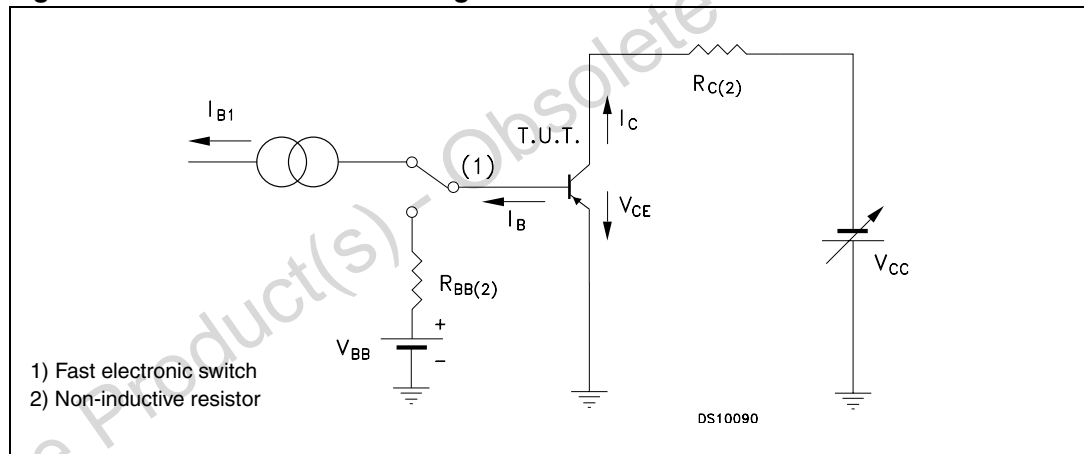 I_B1
R_C(2)
I_C
T.U.T.
(1)
I_B
V_CE
V_CC
R_BB(2)
V_BB
+
-
1) Fast electronic switch
2) Non-inductive resistor
DS10090
Product(s) - Obsolete